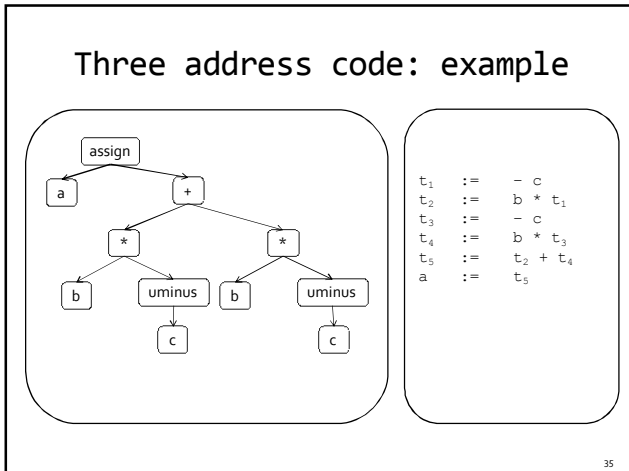 Three address code: example
assign
a
+
*
*
b
uminus
b
uminus
c
c
t₁ := – c
t₂ := b * t₁
t₃ := – c
t₄ := b * t₃
t₅ := t₂ + t₄
a := t₅
35